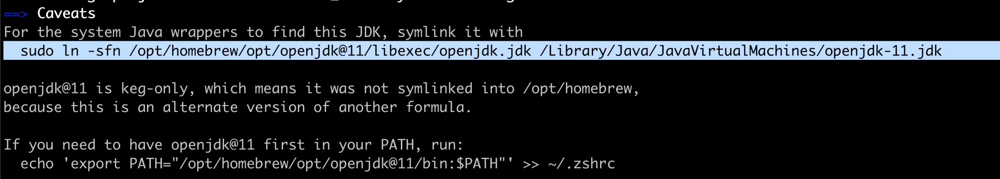 ==> Caveats
For the system Java wrappers to find this JDK, symlink it with
  sudo ln -sfn /opt/homebrew/opt/openjdk@11/libexec/openjdk.jdk /Library/Java/JavaVirtualMachines/openjdk-11.jdk
openjdk@11 is keg-only, which means it was not symlinked into /opt/homebrew,
because this is an alternate version of another formula.
If you need to have openjdk@11 first in your PATH, run:
  echo 'export PATH="/opt/homebrew/opt/openjdk@11/bin:$PATH"' >> ~/.zshrc